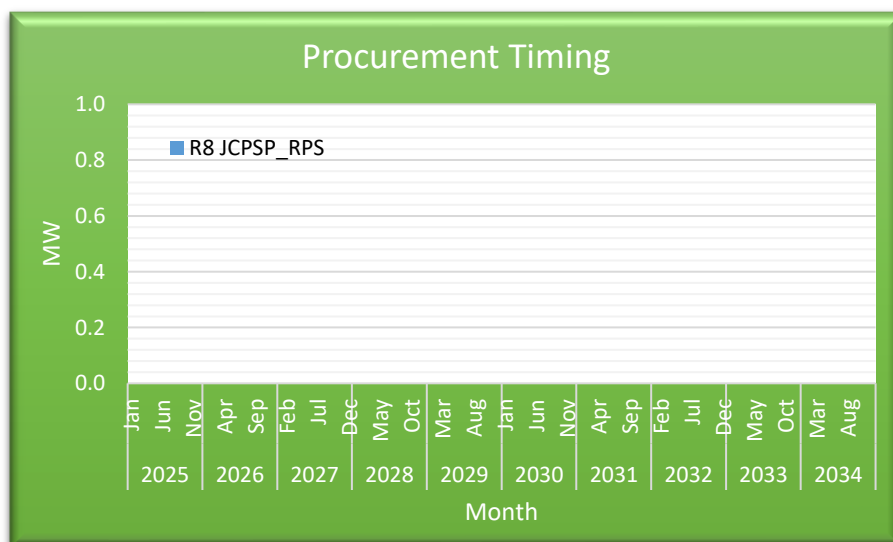 Procurement Timing
1.0
R8 JCPSP_RPS
0.8
0.6
MW
0.4
0.2
0.0
Jan Jun Nov Apr Sep Feb Jul Dec May Oct Mar Aug Jan Jun Nov Apr Sep Feb Jul Dec May Oct Mar Aug
2025 2026 2027 2028 2029 2030 2031 2032 2033 2034
Month